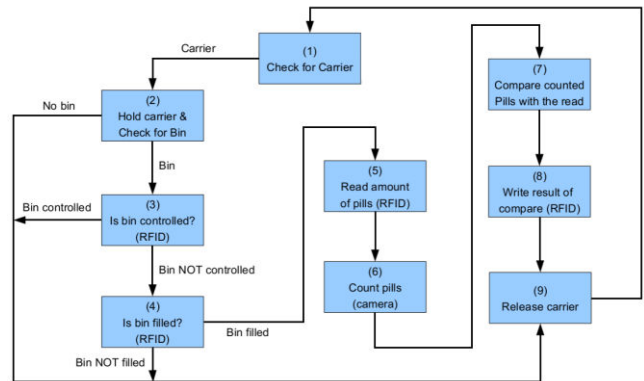 (1)
Check for Carrier
Carrier
(2)
Hold carrier &
Check for Bin
No bin
Bin
(3)
Is bin controlled?
(RFID)
Bin controlled
Bin NOT controlled
(4)
Is bin filled?
(RFID)
Bin filled
Bin NOT filled
(5)
Read amount
of pills (RFID)
(6)
Count pills
(camera)
(7)
Compare counted
Pills with the read
(8)
Write result of
compare (RFID)
(9)
Release carrier